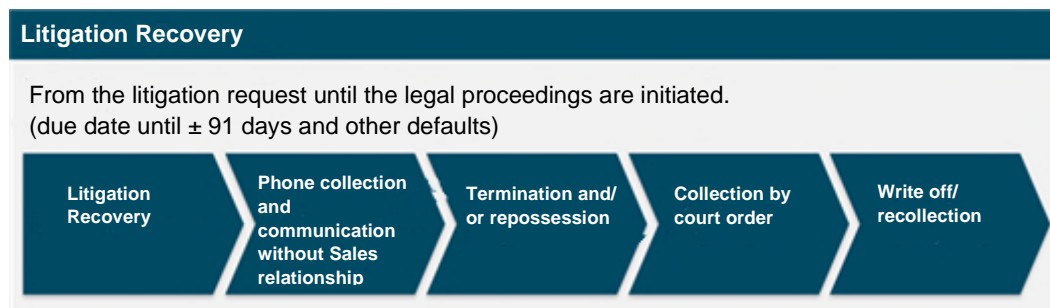 Litigation Recovery
From the litigation request until the legal proceedings are initiated.
(due date until ± 91 days and other defaults)
Litigation
Recovery
Phone collection
and
communication
without Sales
relationship
Termination and/
or repossession
Collection by
court order
Write off/
recollection